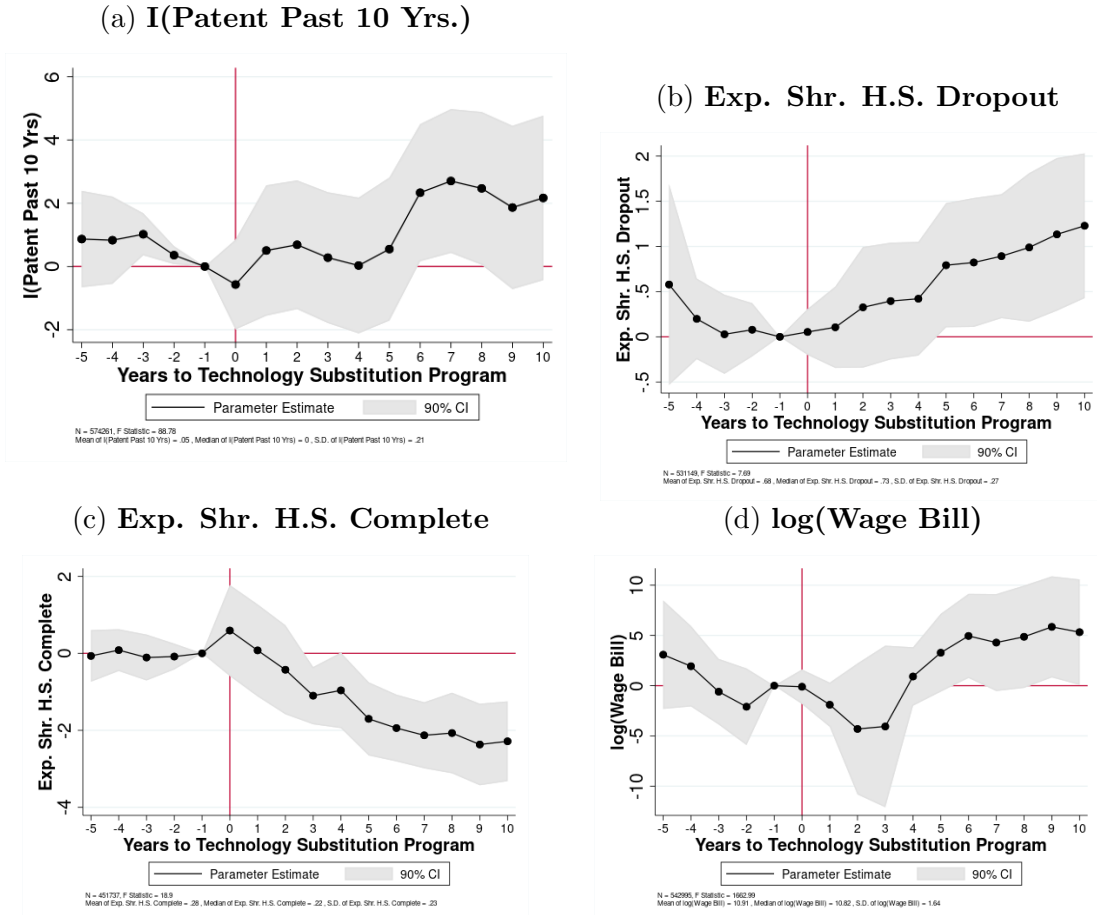 (a) I(Patent Past 10 Yrs.)
I(Patent Past 10 Yrs)
6
4
2
0
-2
-5 -4 -3 -2 -1 0 1 2 3 4 5 6 7 8 9 10
Years to Technology Substitution Program
Parameter Estimate 90% CI
N = 574261, F Statistic = 88.78
Mean of I(Patent Past 10 Yrs) = .05 , Median of I(Patent Past 10 Yrs) = 0 , S.D. of I(Patent Past 10 Yrs) = .21
(b) Exp. Shr. H.S. Dropout
Exp. Shr. H.S. Dropout
2
1.5
1
.5
0
-.5
-5 -4 -3 -2 -1 0 1 2 3 4 5 6 7 8 9 10
Years to Technology Substitution Program
Parameter Estimate 90% CI
N = 531149, F Statistic = 7.69
Mean of Exp. Shr. H.S. Dropout = .68 , Median of Exp. Shr. H.S. Dropout = .73 , S.D. of Exp. Shr. H.S. Dropout = .27
(c) Exp. Shr. H.S. Complete
Exp. Shr. H.S. Complete
2
0
-2
-4
-5 -4 -3 -2 -1 0 1 2 3 4 5 6 7 8 9 10
Years to Technology Substitution Program
Parameter Estimate 90% CI
N = 451737, F Statistic = 18.9
Mean of Exp. Shr. H.S. Complete = .28 , Median of Exp. Shr. H.S. Complete = .22 , S.D. of Exp. Shr. H.S. Complete = .23
(d) log(Wage Bill)
log(Wage Bill)
10
5
0
-5
-10
-5 -4 -3 -2 -1 0 1 2 3 4 5 6 7 8 9 10
Years to Technology Substitution Program
Parameter Estimate 90% CI
N = 542995, F Statistic = 1662.99
Mean of log(Wage Bill) = 10.91 , Median of log(Wage Bill) = 10.82 , S.D. of log(Wage Bill) = 1.64